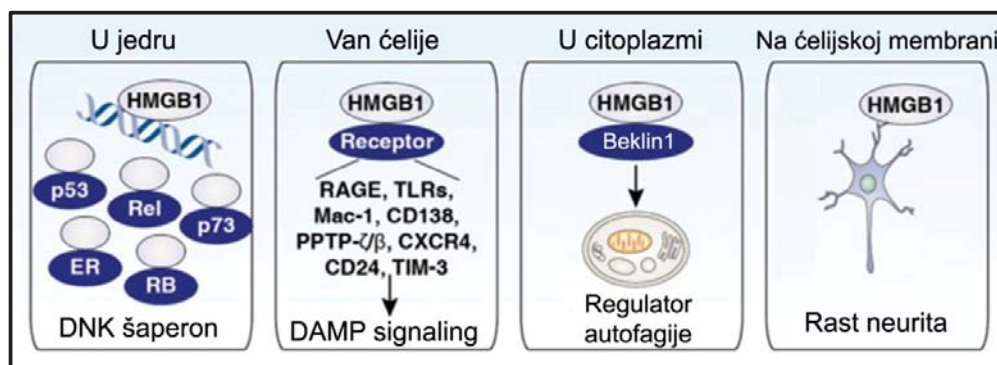 U jedru
HMGB1
p53
Rel
p73
ER
RB
DNK šaperon
Van ćelije
HMGB1
Receptor
RAGE, TLRs,
Mac-1, CD138,
PPTP-ζ/β, CXCR4,
CD24, TIM-3
DAMP signaling
U citoplazmi
HMGB1
Beklin1
Regulator
autofagije
Na ćelijskoj membrani
HMGB1
Rast neurita